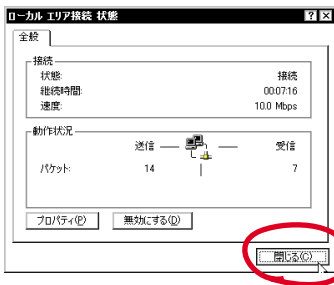 ローカル エリア接続 状態
全般
接続
状態: 接続
継続時間: 00:07:16
速度: 10.0 Mbps
動作状況
送信 受信
パケット: 14 7
プロパティ(P) 無効にする(D)
閉じる(C)